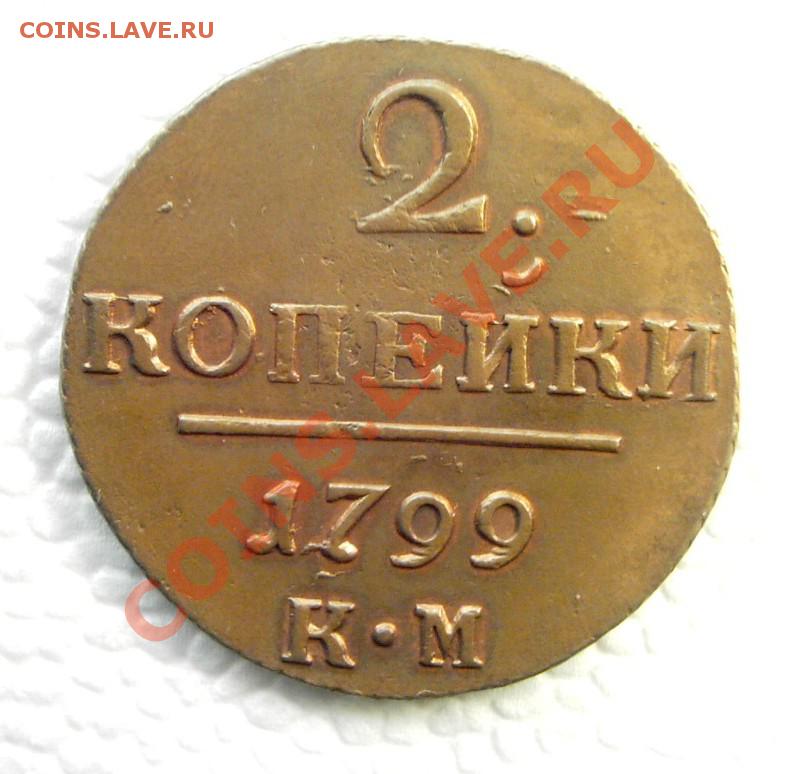 COINS.LAVE.RU
2.
КОПЕЙКИ
1799
К•М
COINS.LAVE.RU